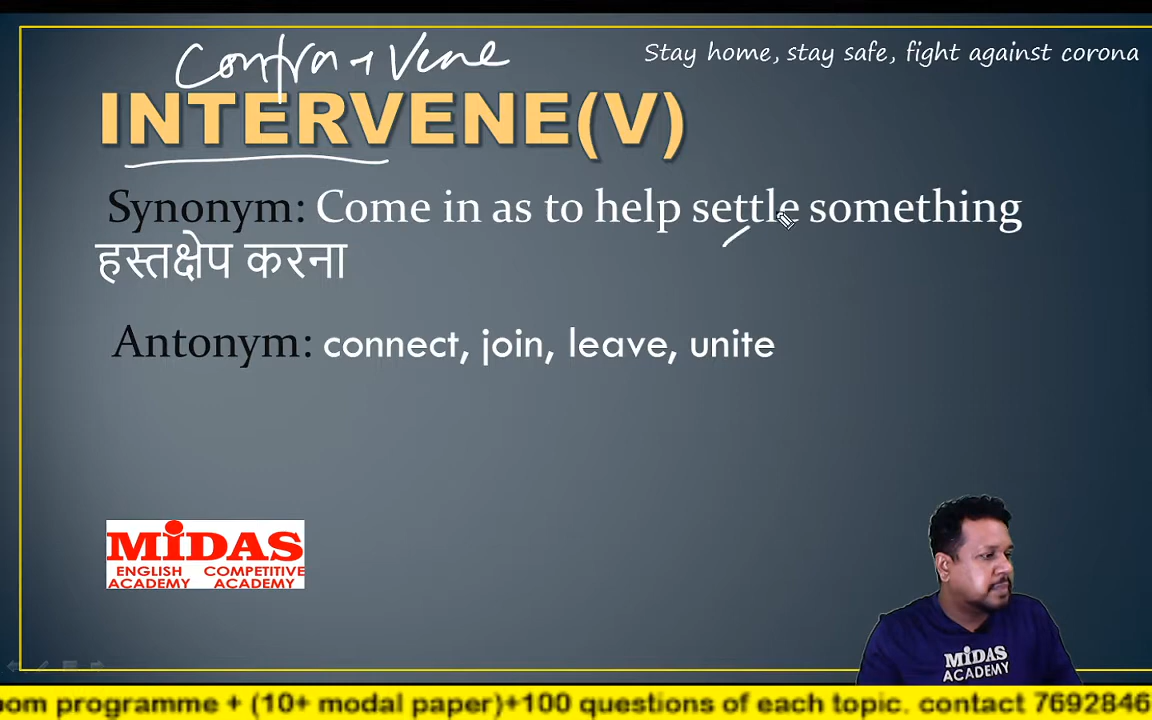 Stay home, stay safe, fight against corona
Contra + Vene
INTERVENE(V)
Synonym: Come in as to help settle something
हस्तक्षेप करना
Antonym: connect, join, leave, unite
MiDAS
ENGLISH COMPETITIVE
ACADEMY ACADEMY
MiDAS
ACADEMY
programme + (10+ modal paper)+100 questions of each topic. contact 7692846